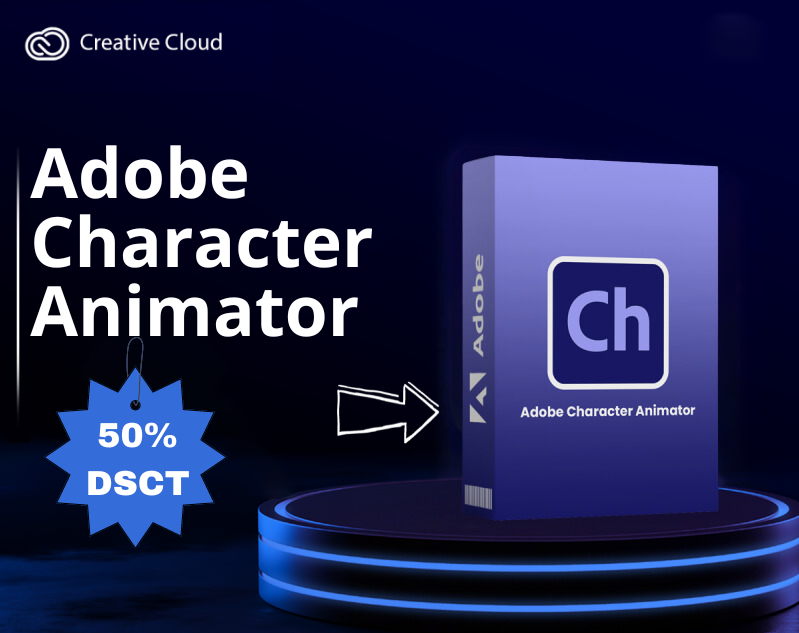 Creative Cloud
Adobe
Character
Animator
50%
DSCT
Adobe
Ch
Adobe Character Animator